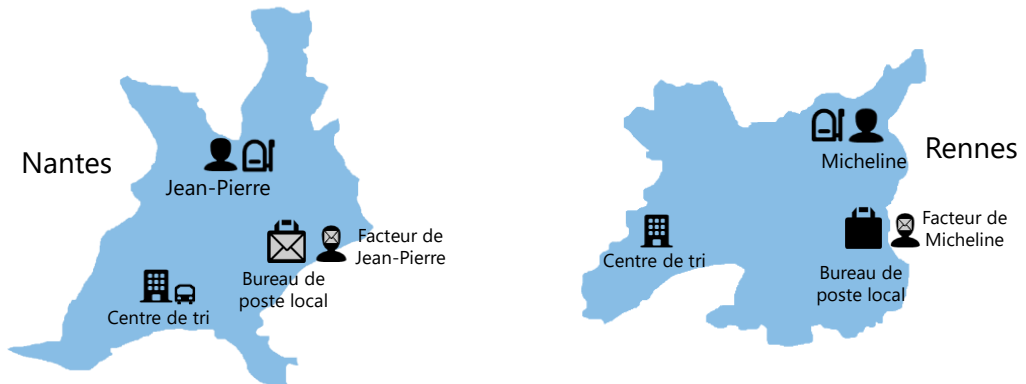 Nantes
Jean-Pierre
Facteur de
Jean-Pierre
Bureau de
poste local
Centre de tri
Rennes
Micheline
Facteur de
Micheline
Centre de tri
Bureau de
poste local